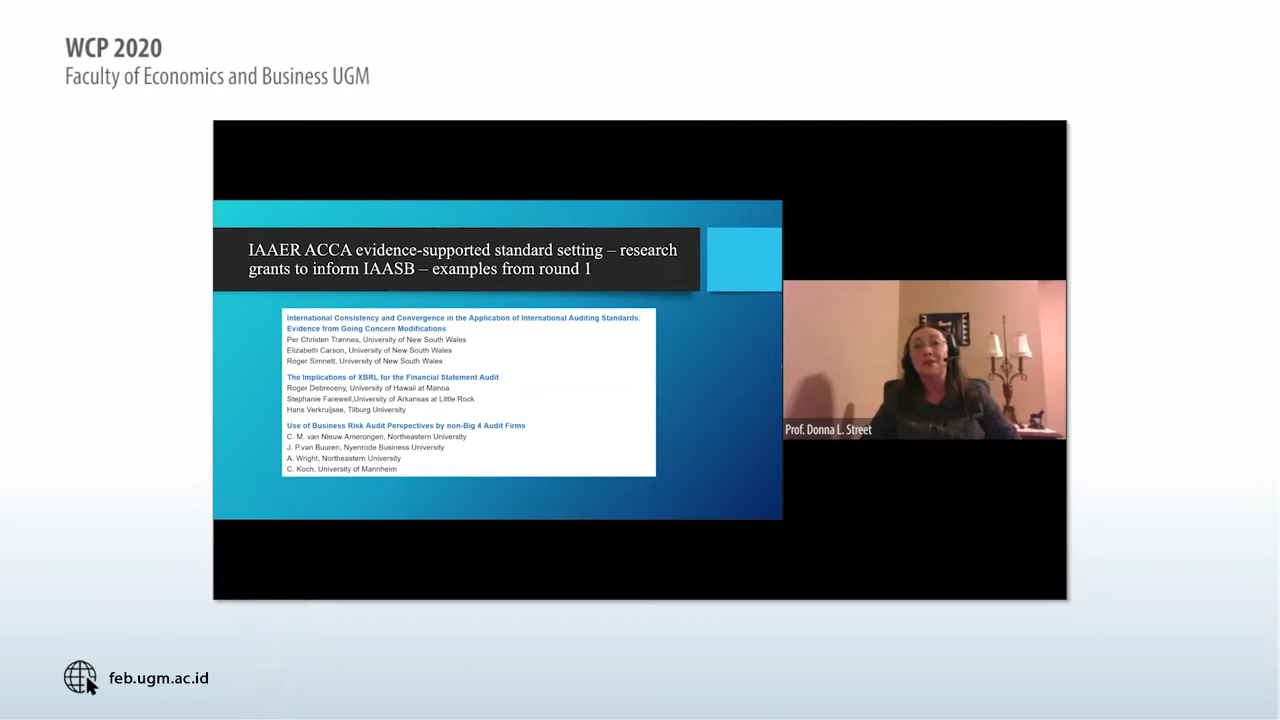 WCP 2020
Faculty of Economics and Business UGM
IAAER ACCA evidence-supported standard setting – research
grants to inform IAASB – examples from round 1
International Consistency and Convergence in the Application of International Auditing Standards:
Evidence from Going Concern Modifications
Per Christen Trønnes, University of New South Wales
Elizabeth Carson, University of New South Wales
Roger Simnett, University of New South Wales
The Implications of XBRL for the Financial Statement Audit
Roger Debreceny, University of Hawaii at Manoa
Stephanie Farewell,University of Arkansas at Little Rock
Hans Verkruijsse, Tilburg University
Use of Business Risk Audit Perspectives by non-Big 4 Audit Firms
C. M. van Nieuw Amerongen, Northeastern University
J. P.van Buuren, Nyenrode Business University
A. Wright, Northeastern University
C. Koch, University of Mannheim
Prof. Donna L. Street
feb.ugm.ac.id